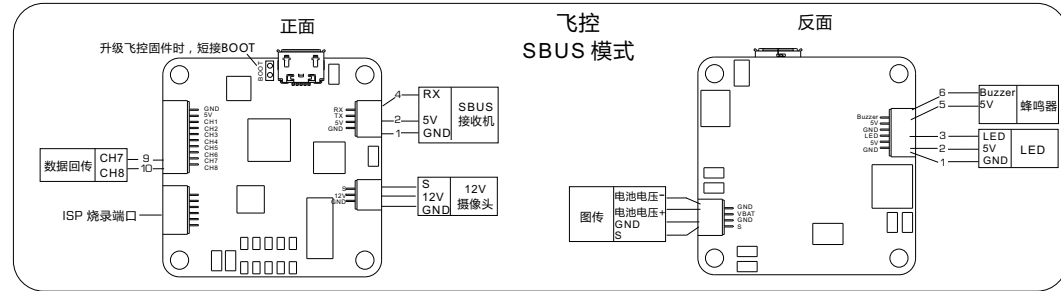 飞控
SBUS 模式
正面
升级飞控固件时，短接BOOT
BOOT
GND
5V
CH1
CH2
CH3
CH4
CH5
CH6
CH7
CH8
数据回传
CH7 9
CH8 10
ISP 烧录端口
RX
TX
5V
GND
4 RX
2 5V
1 GND
SBUS
接收机
S
12V
GND
S
12V
GND
12V
摄像头
反面
Buzzer
5V
GND
LED
5V
GND
6 Buzzer
5 5V
蜂鸣器
3 LED
2 5V
1 GND
LED
图传
电池电压-
电池电压+
GND
S
GND
VBAT
GND
S